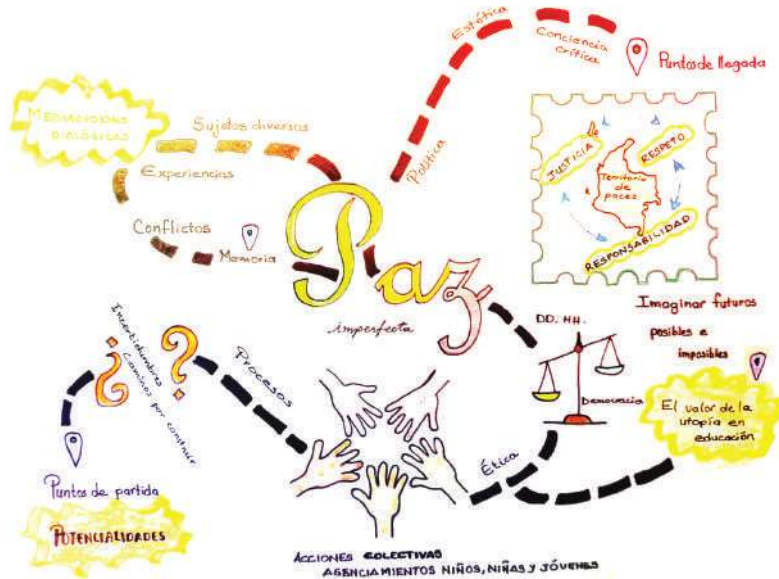 Estética
Conciencia
crítica
Puntos de llegada
Política
MEDIACIONES
DIALÓGICAS
Sujetos diversos
Experiencias
Conflictos
Memoria
JUSTICIA
RESPETO
Territorio
de
paces
RESPONSABILIDAD
Paz
imperfecta
Imaginar futuros
posibles e
imposibles
DD. HH.
Democracia
El valor de la
utopía en
educación
Incertidumbres
Caminos por construir
Procesos
Ética
Puntos de partida
POTENCIALIDADES
ACCIONES COLECTIVAS
AGENCIAMIENTOS NIÑOS, NIÑAS Y JÓVENES